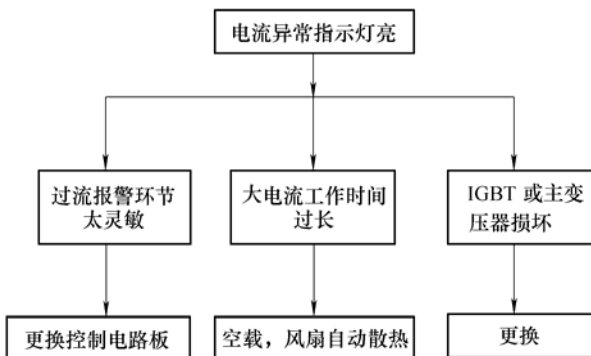 电流异常指示灯亮
过流报警环节
太灵敏
大电流工作时间
过长
IGBT 或主变
压器损坏
更换控制电路板
空载，风扇自动散热
更换